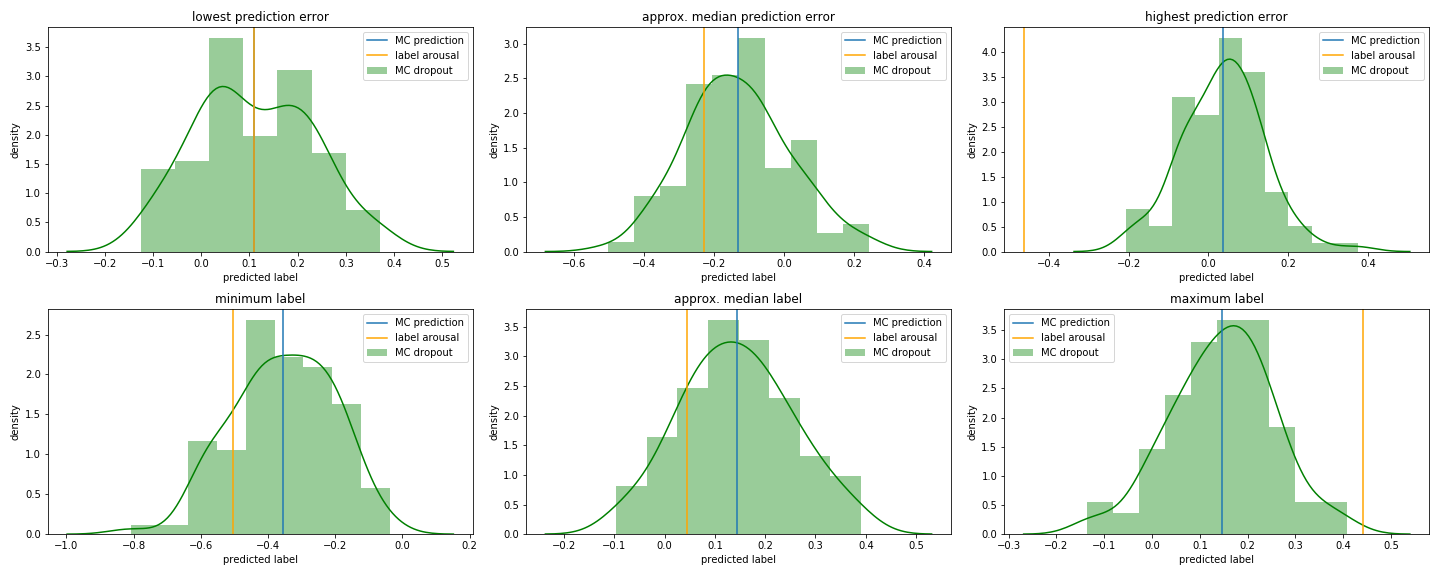 lowest prediction error
MC prediction
label arousal
MC dropout
density
0.0
0.5
1.0
1.5
2.0
2.5
3.0
3.5
−0.3
−0.2
−0.1
0.0
0.1
0.2
0.3
0.4
0.5
predicted label
approx. median prediction error
MC prediction
label arousal
MC dropout
density
0.0
0.5
1.0
1.5
2.0
2.5
3.0
−0.6
−0.4
−0.2
0.0
0.2
0.4
predicted label
highest prediction error
MC prediction
label arousal
MC dropout
density
0.0
0.5
1.0
1.5
2.0
2.5
3.0
3.5
4.0
−0.4
−0.2
0.0
0.2
0.4
predicted label
minimum label
MC prediction
label arousal
MC dropout
density
0.0
0.5
1.0
1.5
2.0
2.5
−1.0
−0.8
−0.6
−0.4
−0.2
0.0
0.2
predicted label
approx. median label
MC prediction
label arousal
MC dropout
density
0.0
0.5
1.0
1.5
2.0
2.5
3.0
3.5
−0.2
−0.1
0.0
0.1
0.2
0.3
0.4
0.5
predicted label
maximum label
MC prediction
label arousal
MC dropout
density
0.0
0.5
1.0
1.5
2.0
2.5
3.0
3.5
−0.3
−0.2
−0.1
0.0
0.1
0.2
0.3
0.4
0.5
predicted label